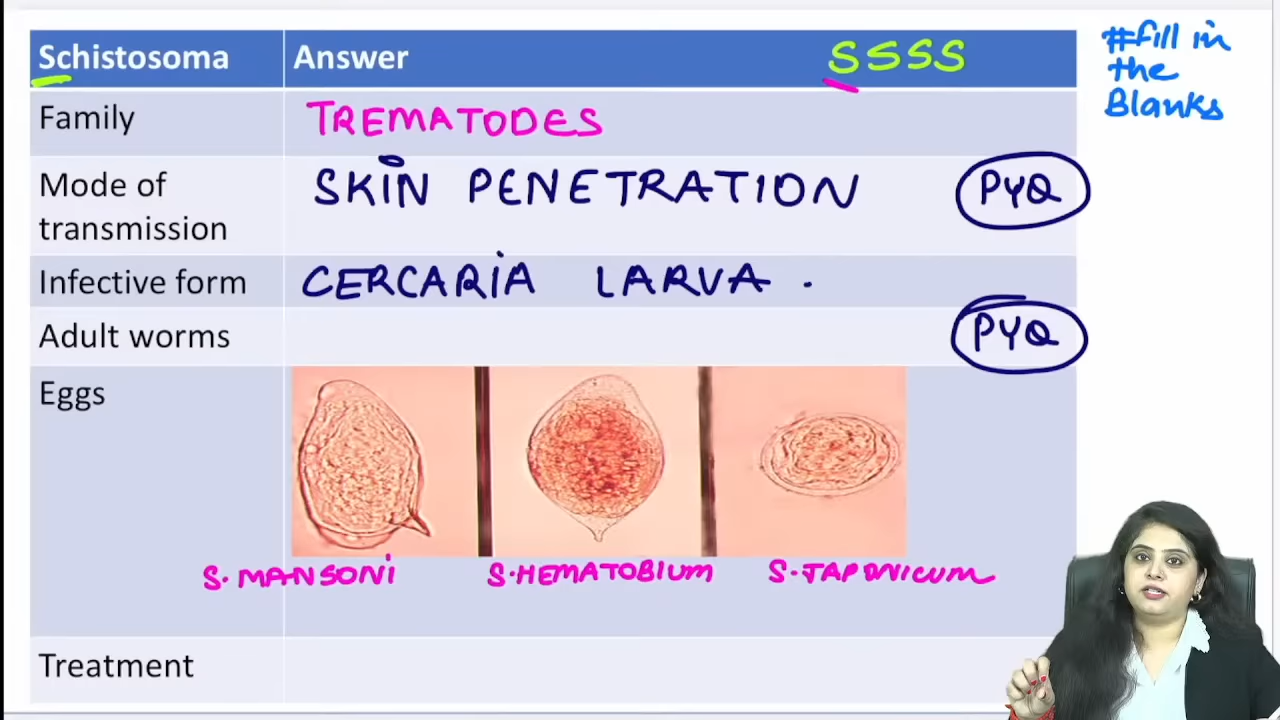 Schistosoma Answer SSSS
#fill in
the
Blanks
Family TREMATODES
Mode of
transmission SKIN PENETRATION PYQ
Infective form CERCARIA LARVA .
Adult worms PYQ
Eggs
S. MANSONI S. HEMATOBIUM S. JAPONICUM
Treatment